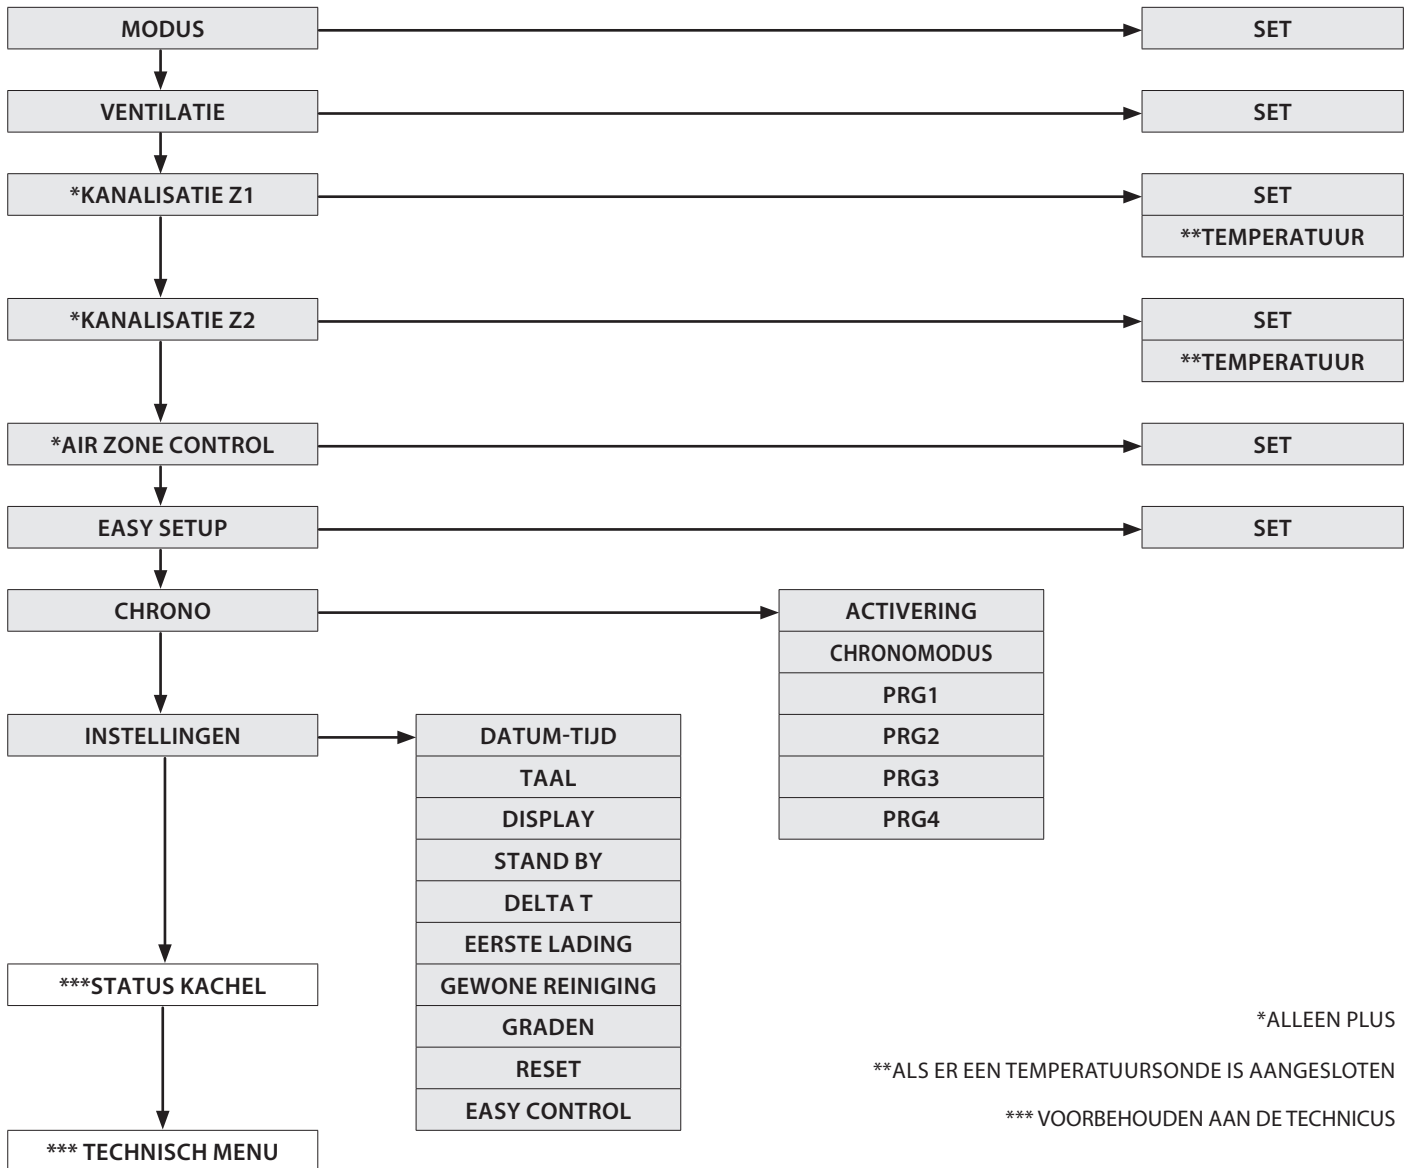 MODUS
SET
VENTILATIE
SET
*KANALISATIE Z1
SET
**TEMPERATUUR
*KANALISATIE Z2
SET
**TEMPERATUUR
*AIR ZONE CONTROL
SET
EASY SETUP
SET
CHRONO
ACTIVERING
CHRONOMODUS
PRG1
PRG2
PRG3
PRG4
INSTELLINGEN
DATUM-TIJD
TAAL
DISPLAY
STAND BY
DELTA T
EERSTE LADING
GEWONE REINIGING
GRADEN
RESET
EASY CONTROL
***STATUS KACHEL
*** TECHNISCH MENU
*ALLEEN PLUS
**ALS ER EEN TEMPERATUURSONDE IS AANGESLOTEN
*** VOORBEHOUDEN AAN DE TECHNICUS